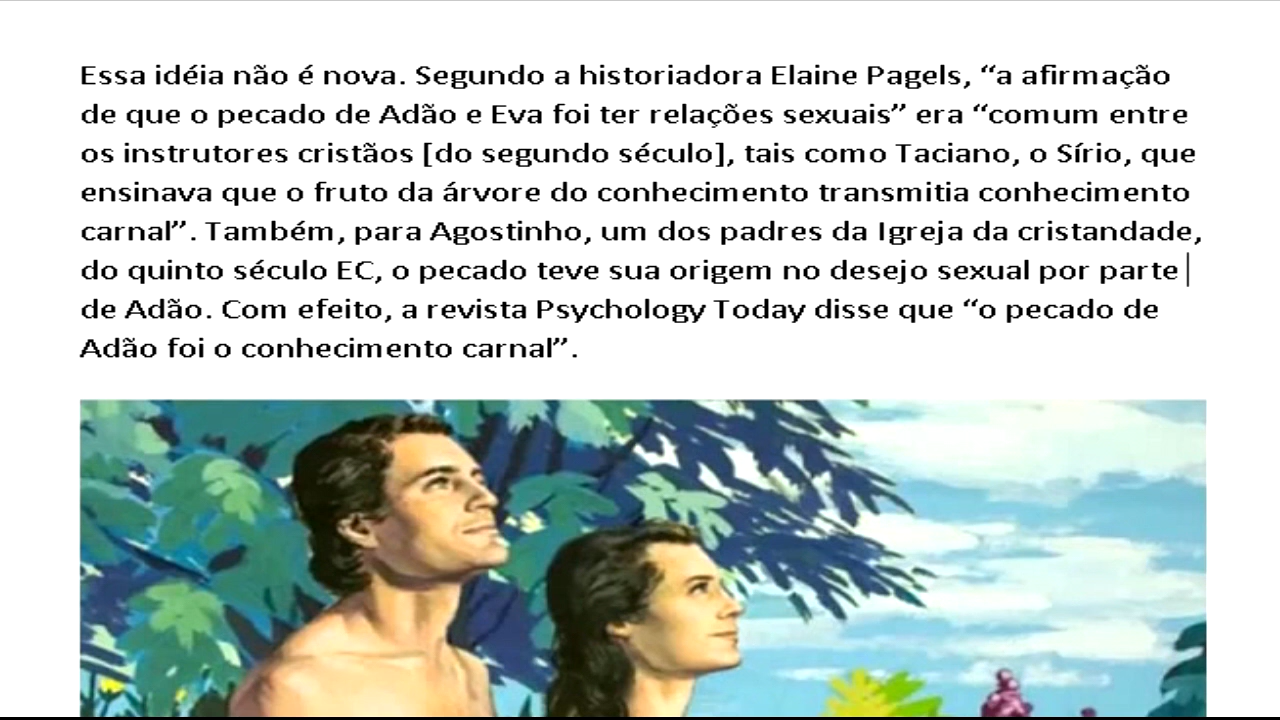 Essa idéia não é nova. Segundo a historiadora Elaine Pagels, “a afirmação
de que o pecado de Adão e Eva foi ter relações sexuais” era “comum entre
os instrutores cristãos [do segundo século], tais como Taciano, o Sírio, que
ensinava que o fruto da árvore do conhecimento transmitia conhecimento
carnal”. Também, para Agostinho, um dos padres da Igreja da cristandade,
do quinto século EC, o pecado teve sua origem no desejo sexual por parte
de Adão. Com efeito, a revista Psychology Today disse que “o pecado de
Adão foi o conhecimento carnal”.